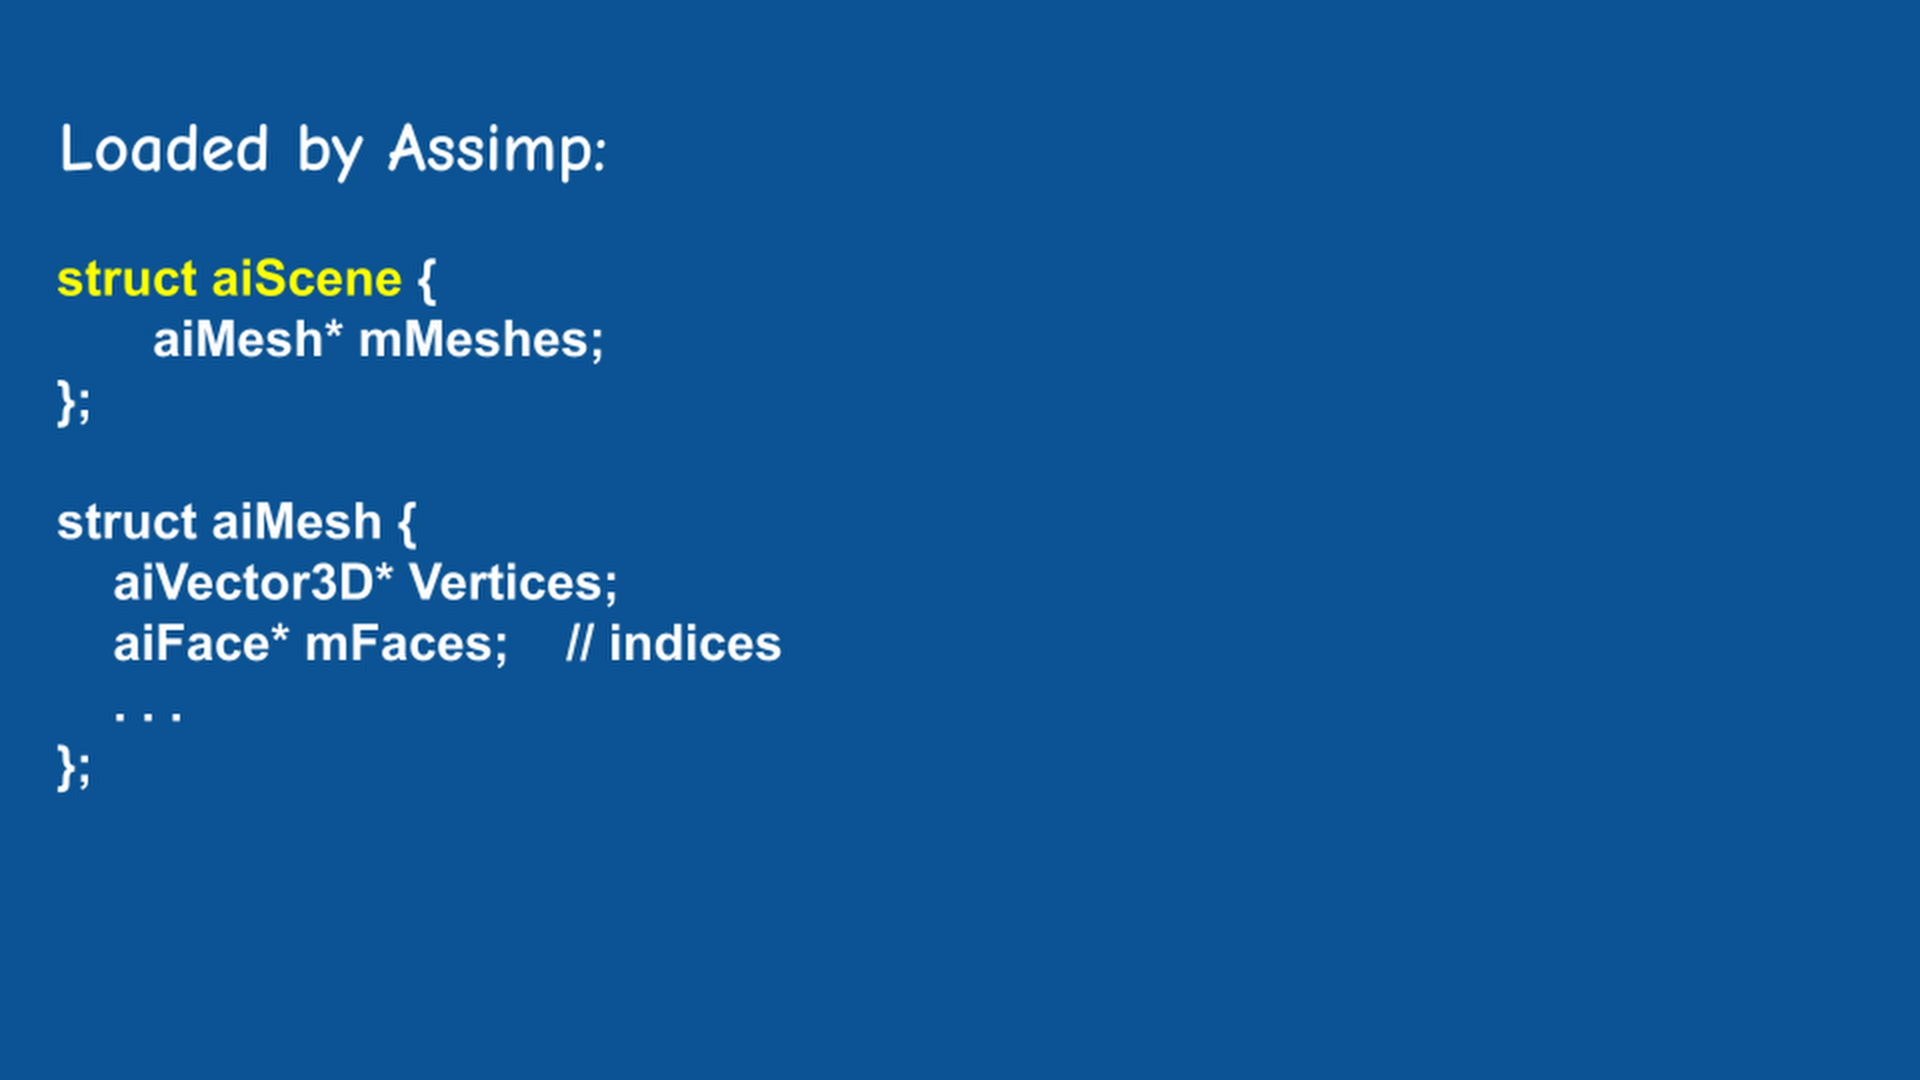 Loaded by Assimp:
struct aiScene {
aiMesh* mMeshes;
};
struct aiMesh {
aiVector3D* Vertices;
aiFace* mFaces; // indices
. . .
};